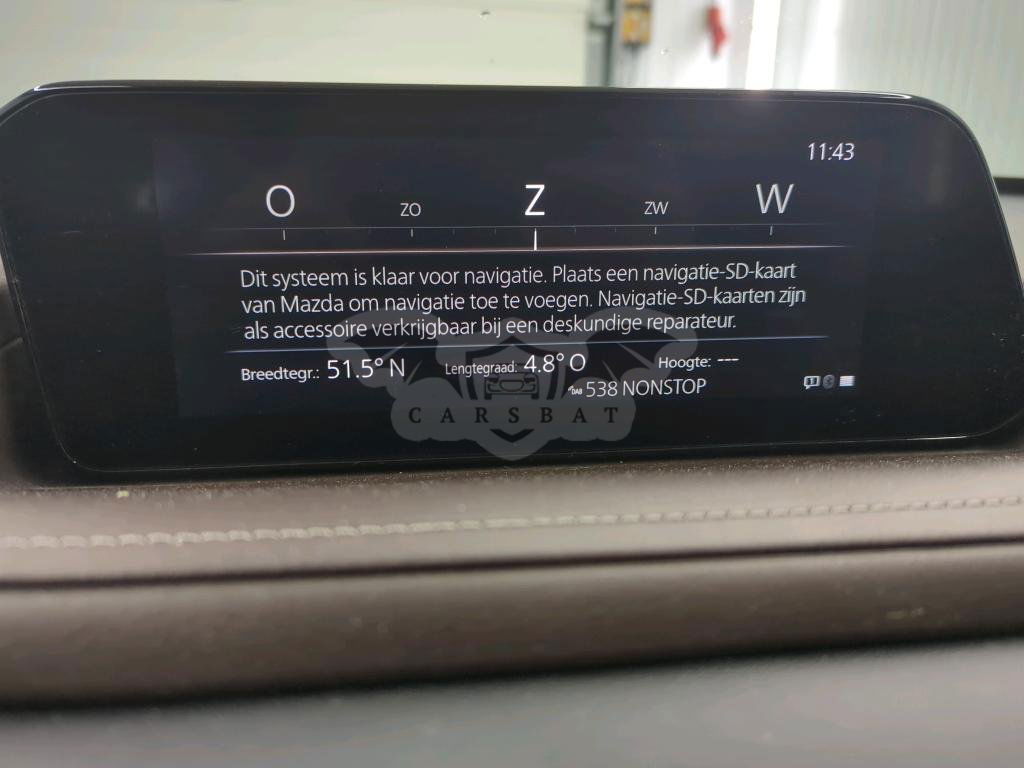 11:43
O ZO Z ZW W
Dit systeem is klaar voor navigatie. Plaats een navigatie-SD-kaart
van Mazda om navigatie toe te voegen. Navigatie-SD-kaarten zijn
als accessoire verkrijgbaar bij een deskundige reparateur.
Breedtegr.: 51.5° N Lengtegraad: 4.8° O Hoogte: ---
DAB 538 NONSTOP
CARSBAT